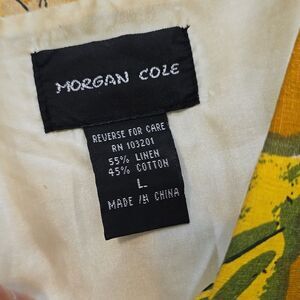 MORGAN COLE
REVERSE FOR CARE
RN 103201
55% LINEN
45% COTTON
L
MADE IN CHINA